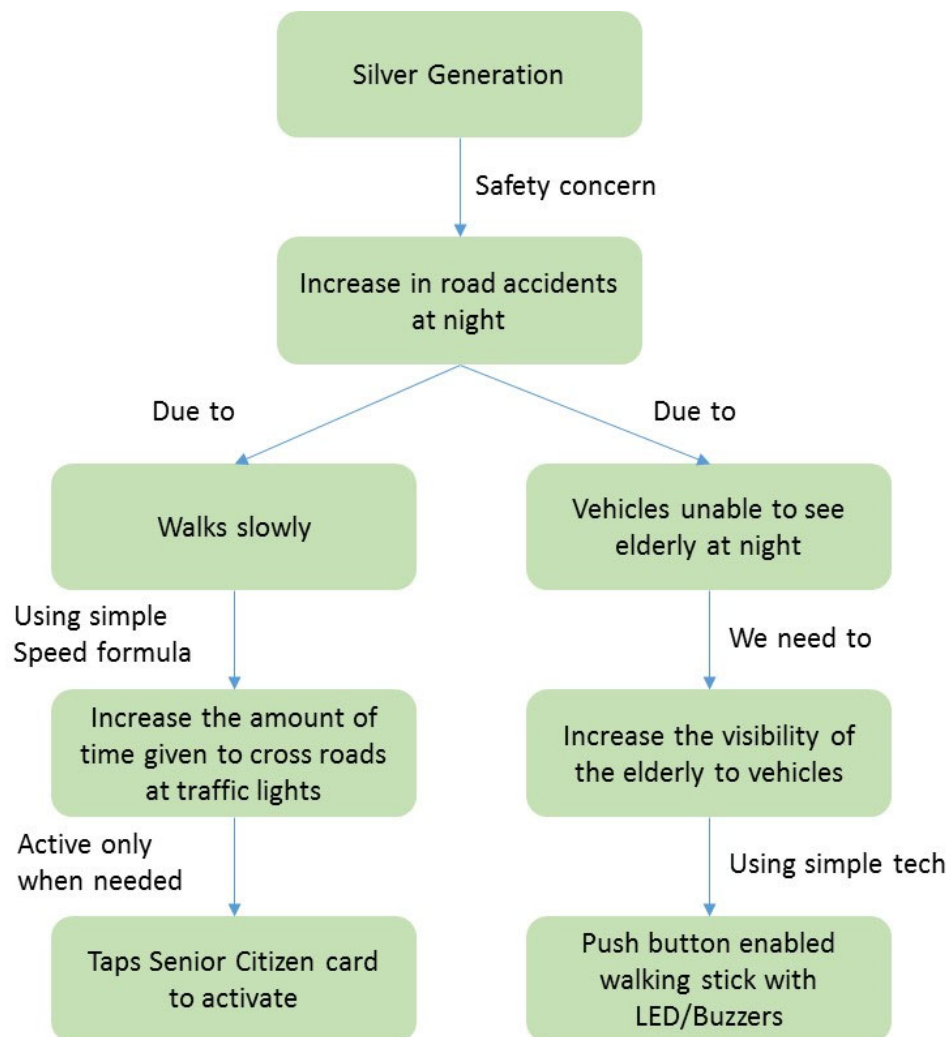 Silver Generation
Safety concern
Increase in road accidents
at night
Due to
Due to
Walks slowly
Vehicles unable to see
elderly at night
Using simple
Speed formula
We need to
Increase the amount of
time given to cross roads
at traffic lights
Increase the visibility of
the elderly to vehicles
Active only
when needed
Using simple tech
Taps Senior Citizen card
to activate
Push button enabled
walking stick with
LED/Buzzers